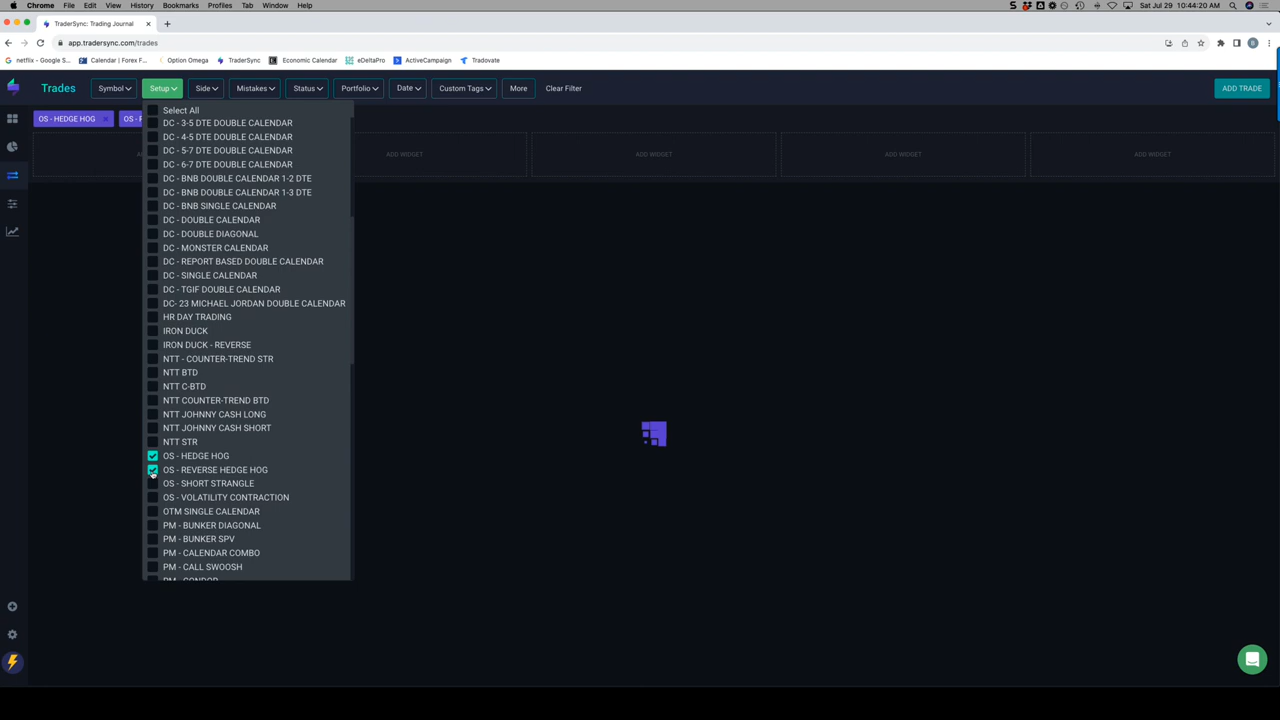 Chrome File Edit View History Bookmarks Profiles Tab Window Help
Sat Jul 29 10:44:20 AM
TraderSync: Trading Journal
app.tradersync.com/trades
netflix - Google S... Calendar | Forex F... Option Omega TraderSync Economic Calendar eDeltaPro ActiveCampaign Tradovate
Trades Symbol Setup Side Mistakes Status Portfolio Date Custom Tags More Clear Filter ADD TRADE
OS - HEDGE HOG
ADD WIDGET ADD WIDGET ADD WIDGET ADD WIDGET
Select All
DC - 3-5 DTE DOUBLE CALENDAR
DC - 4-5 DTE DOUBLE CALENDAR
DC - 5-7 DTE DOUBLE CALENDAR
DC - 6-7 DTE DOUBLE CALENDAR
DC - BNB DOUBLE CALENDAR 1-2 DTE
DC - BNB DOUBLE CALENDAR 1-3 DTE
DC - BNB SINGLE CALENDAR
DC - DOUBLE CALENDAR
DC - DOUBLE DIAGONAL
DC - MONSTER CALENDAR
DC - REPORT BASED DOUBLE CALENDAR
DC - SINGLE CALENDAR
DC - TGIF DOUBLE CALENDAR
DC- 23 MICHAEL JORDAN DOUBLE CALENDAR
HR DAY TRADING
IRON DUCK
IRON DUCK - REVERSE
NTT - COUNTER-TREND STR
NTT BTD
NTT C-BTD
NTT COUNTER-TREND BTD
NTT JOHNNY CASH LONG
NTT JOHNNY CASH SHORT
NTT STR
OS - HEDGE HOG
OS - REVERSE HEDGE HOG
OS - SHORT STRANGLE
OS - VOLATILITY CONTRACTION
OTM SINGLE CALENDAR
PM - BUNKER DIAGONAL
PM - BUNKER SPV
PM - CALENDAR COMBO
PM - CALL SWOOSH
PM - CONDOR